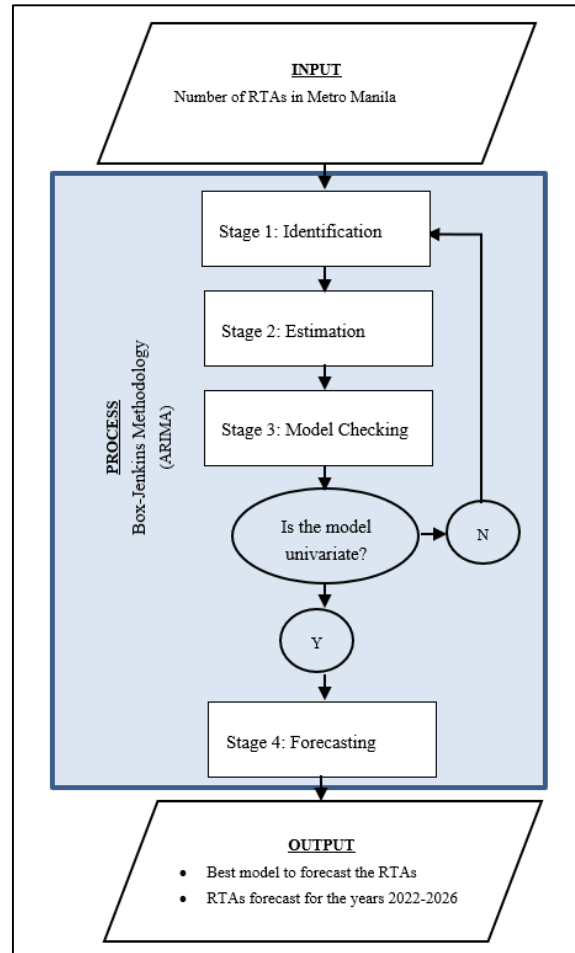 INPUT
Number of RTAs in Metro Manila
Stage 1: Identification
Stage 2: Estimation
PROCESS
Box-Jenkins Methodology
(ARIMA)
Stage 3: Model Checking
Is the model
univariate?
N
Y
Stage 4: Forecasting
OUTPUT
• Best model to forecast the RTAs
• RTAs forecast for the years 2022-2026